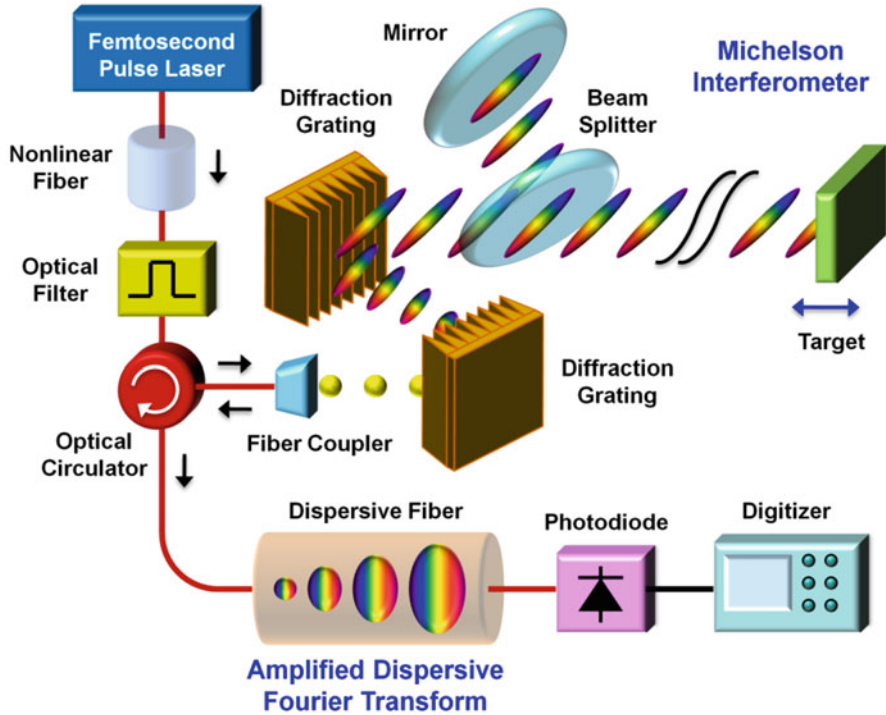 Femtosecond
Pulse Laser
Mirror
Michelson
Interferometer
Diffraction
Grating
Beam
Splitter
Nonlinear
Fiber
Optical
Filter
Target
Diffraction
Grating
Fiber Coupler
Optical
Circulator
Dispersive Fiber
Photodiode
Digitizer
Amplified Dispersive
Fourier Transform